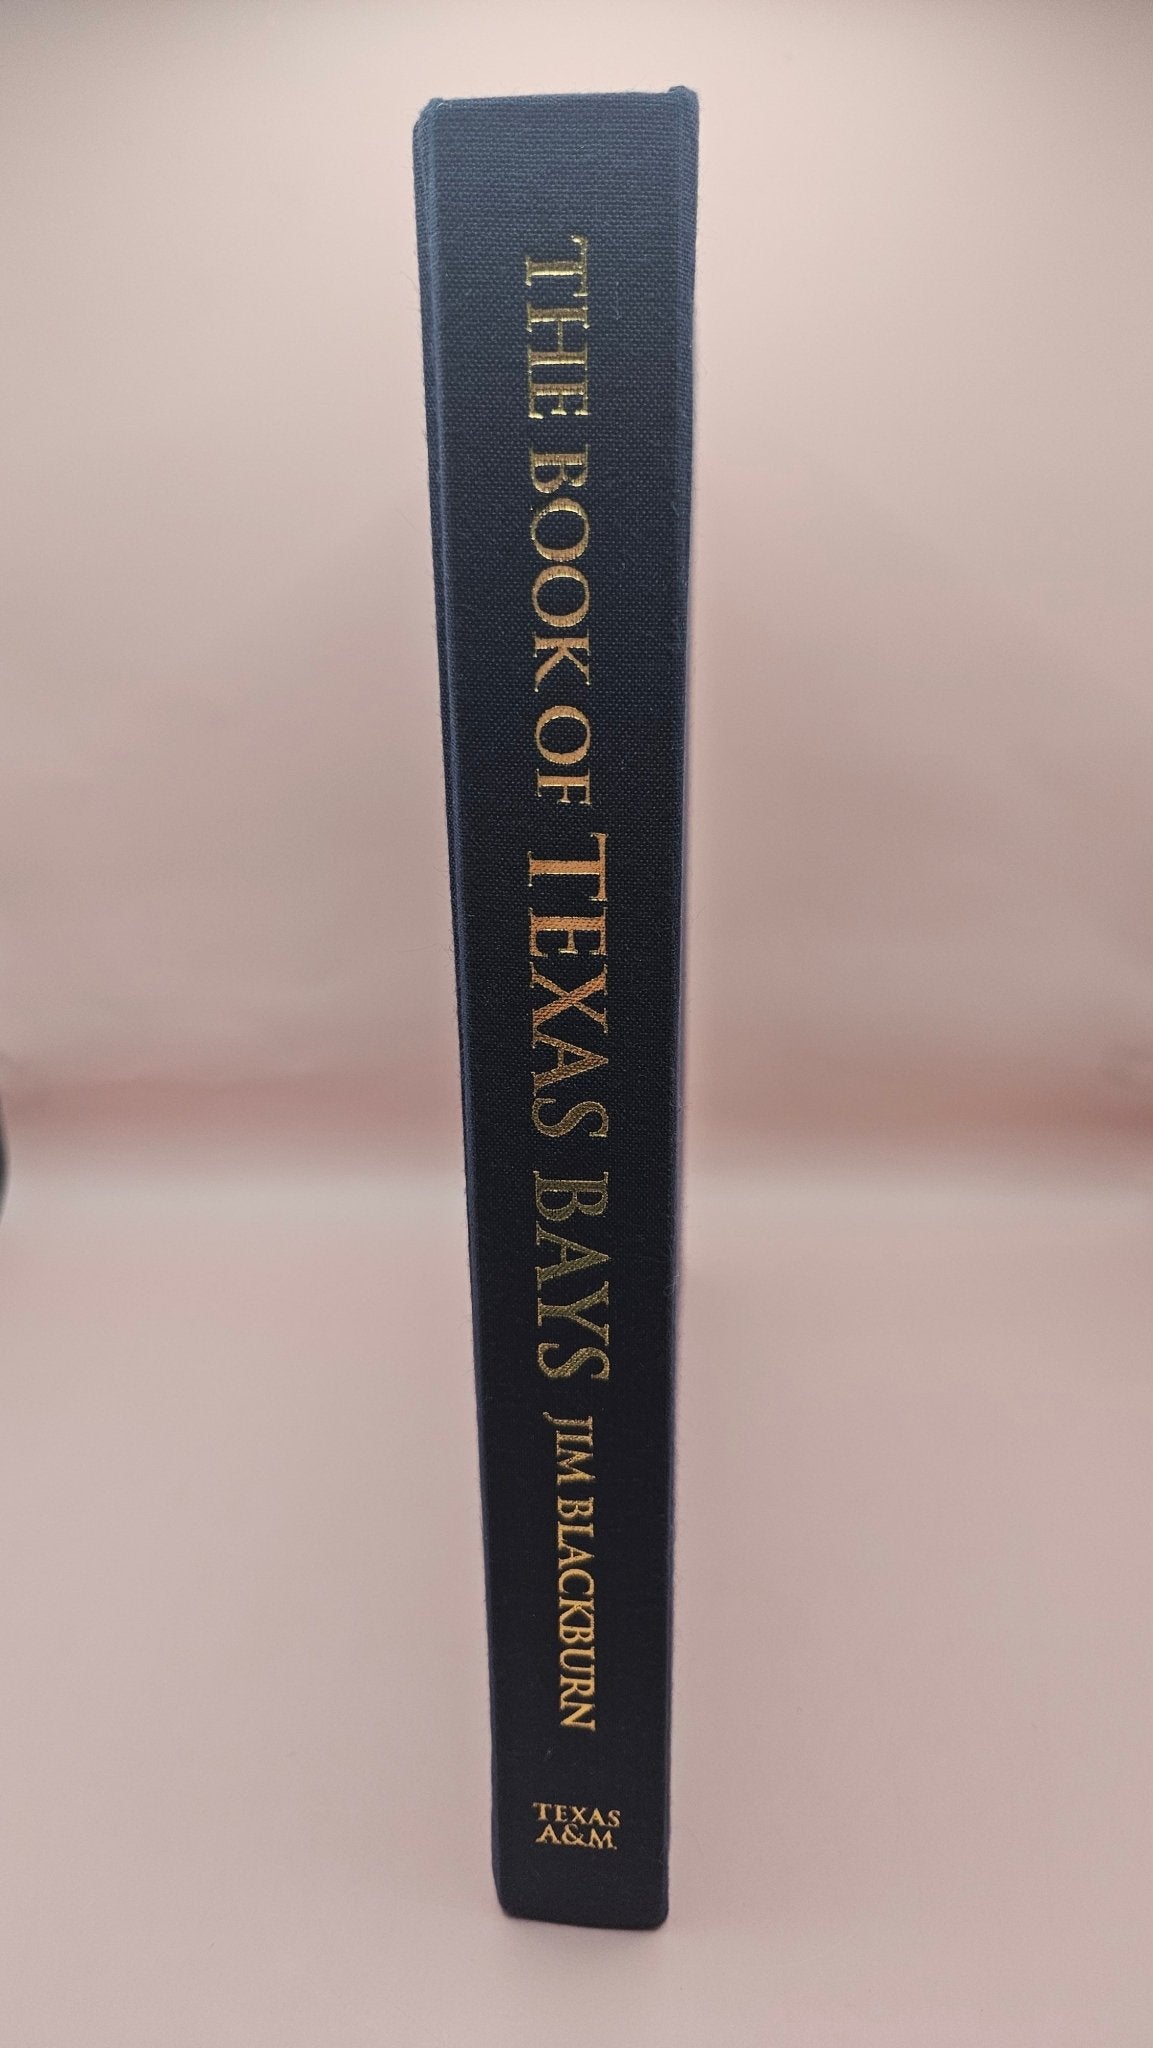 THE BOOK OF TEXAS BAYS JIM BLACKBURN
TEXAS
A&M